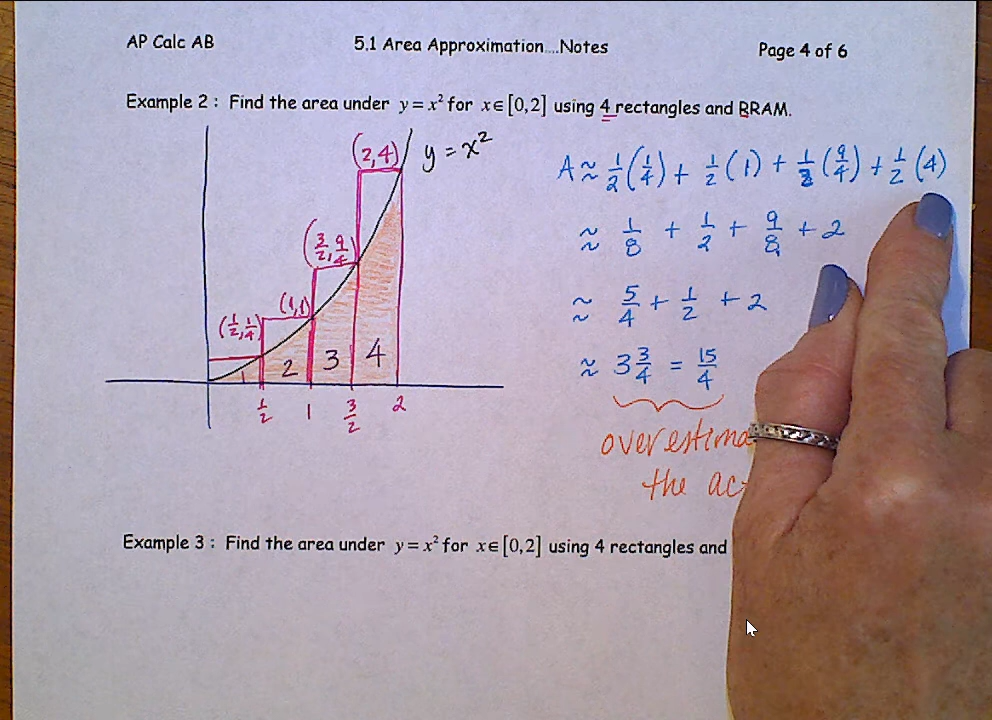 AP Calc AB 5.1 Area Approximation....Notes Page 4 of 6
Example 2 : Find the area under y = x² for x ∈ [0,2] using 4 rectangles and RRAM.
(2,4) y = x²
A ≈ 1/2(1/4) + 1/2(1) + 1/2(9/4) + 1/2(4)
(3/2, 9/4) ≈ 1/8 + 1/2 + 9/8 + 2
(1/2, 1/4) (1,1) ≈ 5/4 + 1/2 + 2
1 2 3 4 ≈ 3 3/4 = 15/4
1/2 1 3/2 2
the
Example 3 : Find the area under y = x² for x ∈ [0,2] using 4 rectangles and